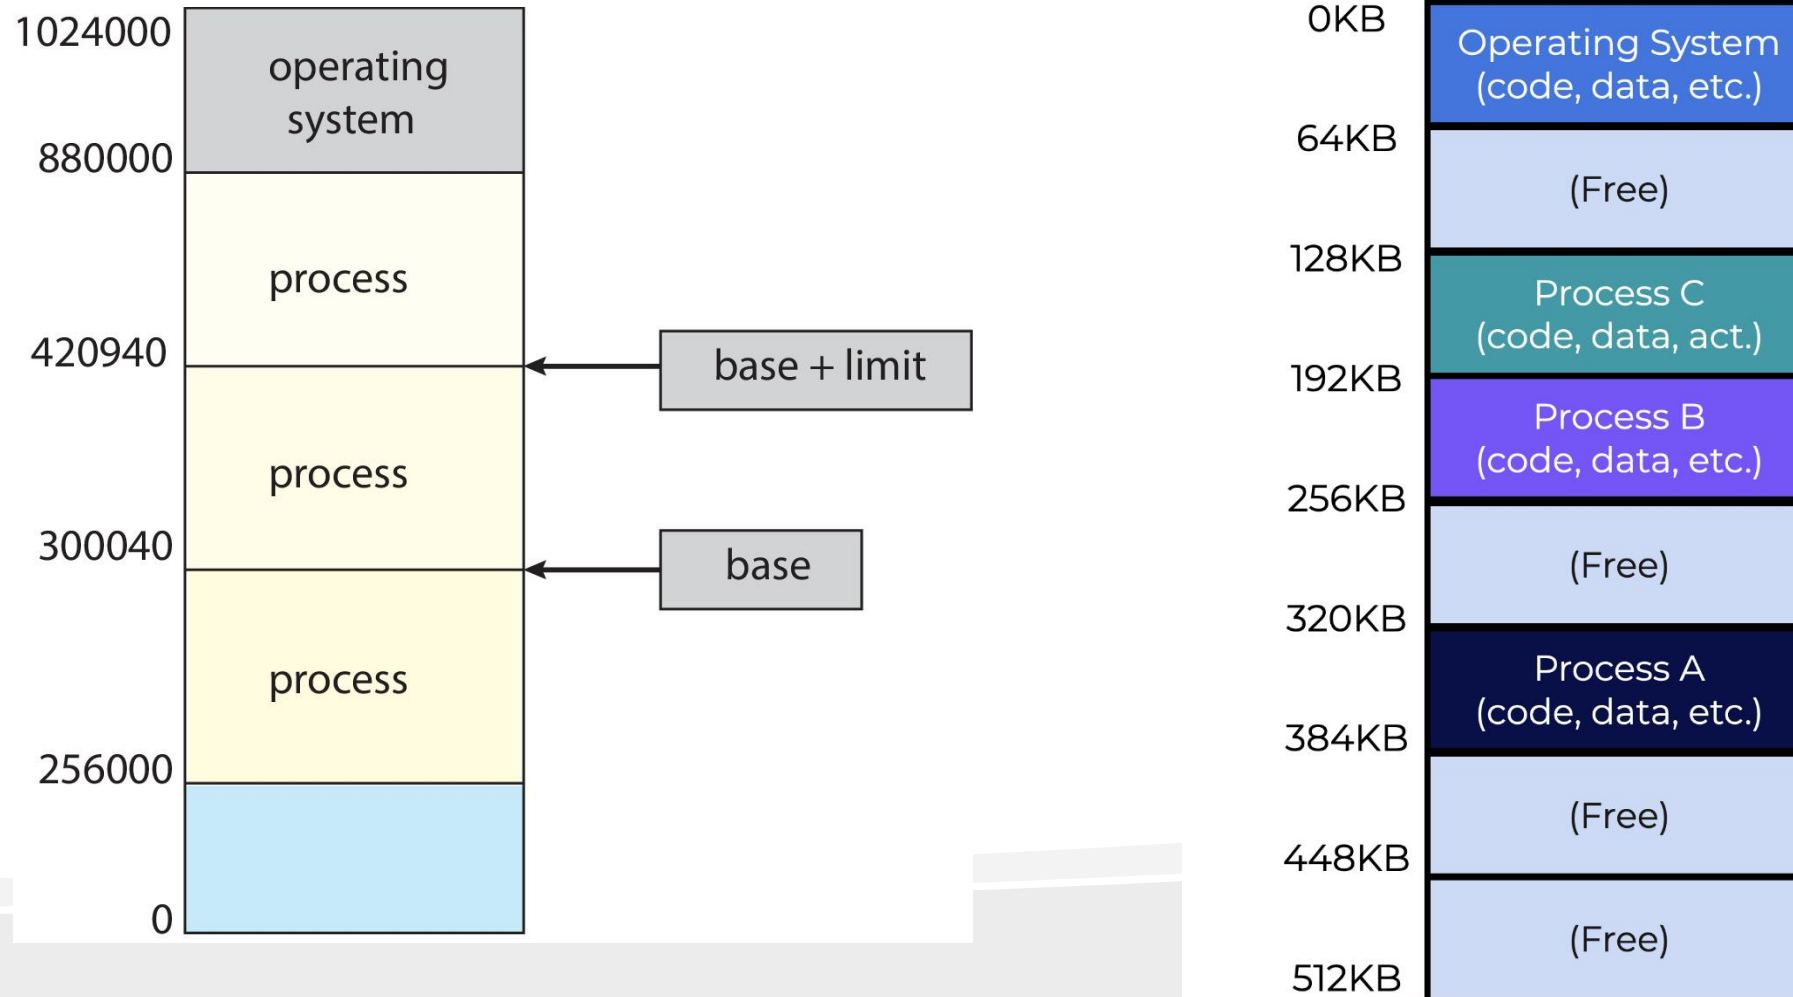 1024000
operating
system
880000
process
420940
base + limit
process
300040
base
process
256000
0
0KB
Operating System
(code, data, etc.)
64KB
(Free)
128KB
Process C
(code, data, act.)
192KB
Process B
(code, data, etc.)
256KB
(Free)
320KB
Process A
(code, data, etc.)
384KB
(Free)
448KB
(Free)
512KB